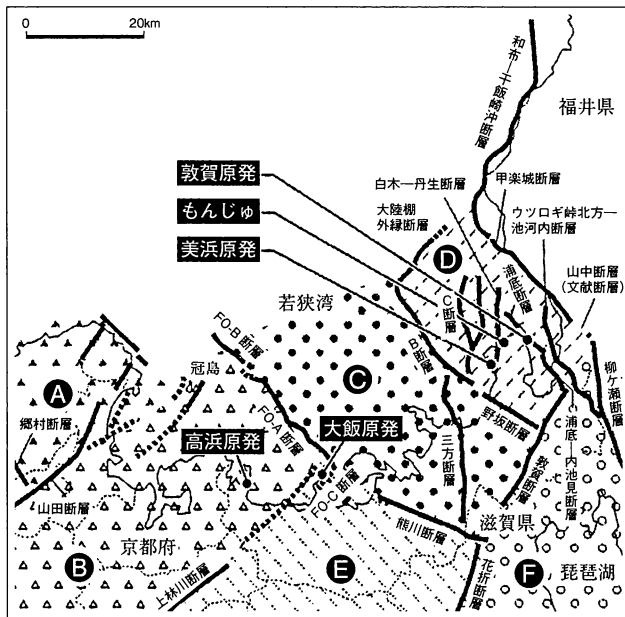 0
20km
和布―干飯崎沖断層
福井県
敦賀原発
白木―丹生断層
甲楽城断層
もんじゅ
大陸棚
外縁断層
ウツロギ峠北方―
池河内断層
美浜原発
D
浦底断層
山中断層
(文献断層)
若狭湾
C断層
FO-B断層
B断層
柳ケ瀬断層
A
冠島
C
郷村断層
FO-A断層
大飯原発
野坂断層
高浜原発
三方断層
敦賀断層
浦底―内池見断層
FO-C断層
山田断層
滋賀県
京都府
熊川断層
B
E
F
琵琶湖
上林川断層
花折断層